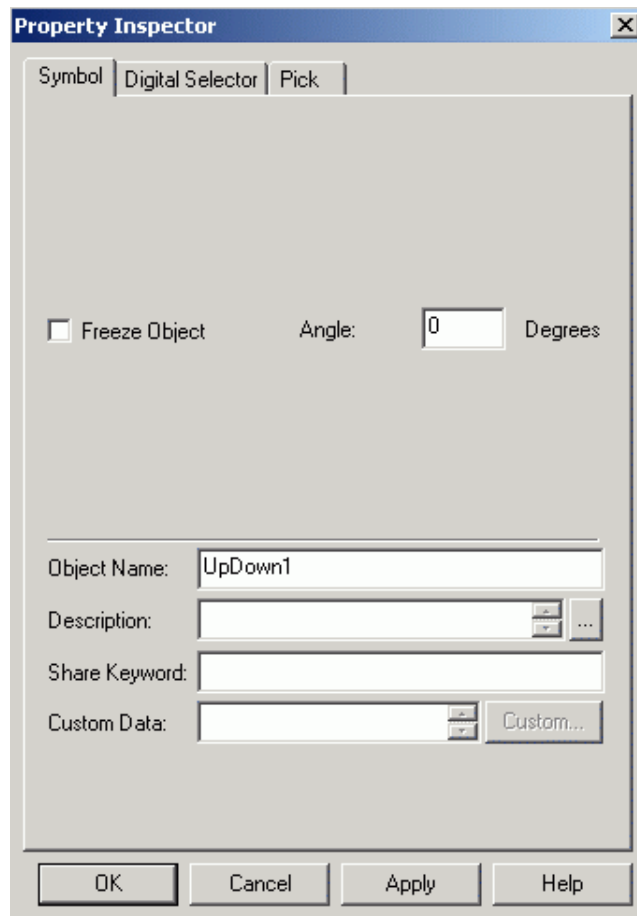 Property Inspector
Symbol Digital Selector Pick
Freeze Object Angle: 0 Degrees
Object Name: UpDown1
Description: ...
Share Keyword:
Custom Data: Custom...
OK Cancel Apply Help